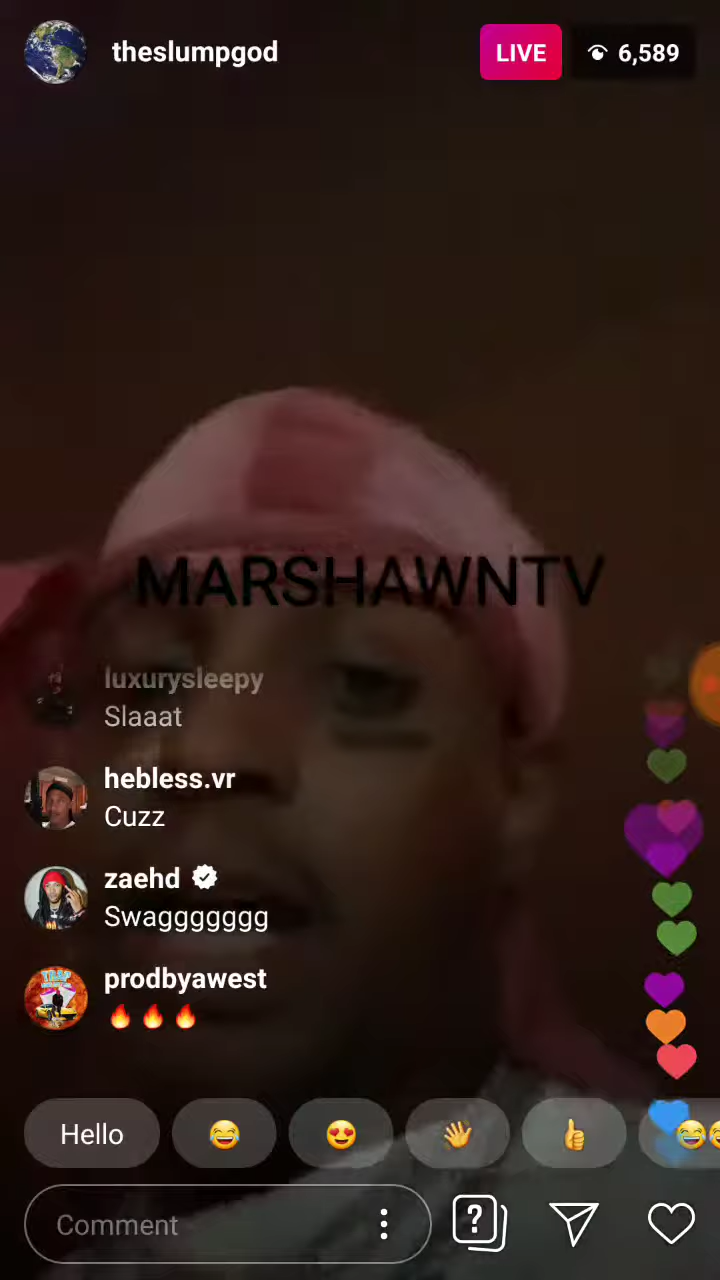 theslumpgod
LIVE
6,589
MARSHAWNTV
luxurysleepy
Slaaat
hebless.vr
Cuzz
zaehd
Swaggggggg
prodbyawest
🔥🔥🔥
Hello
😂
😍
👋
👍
😂
Comment
?